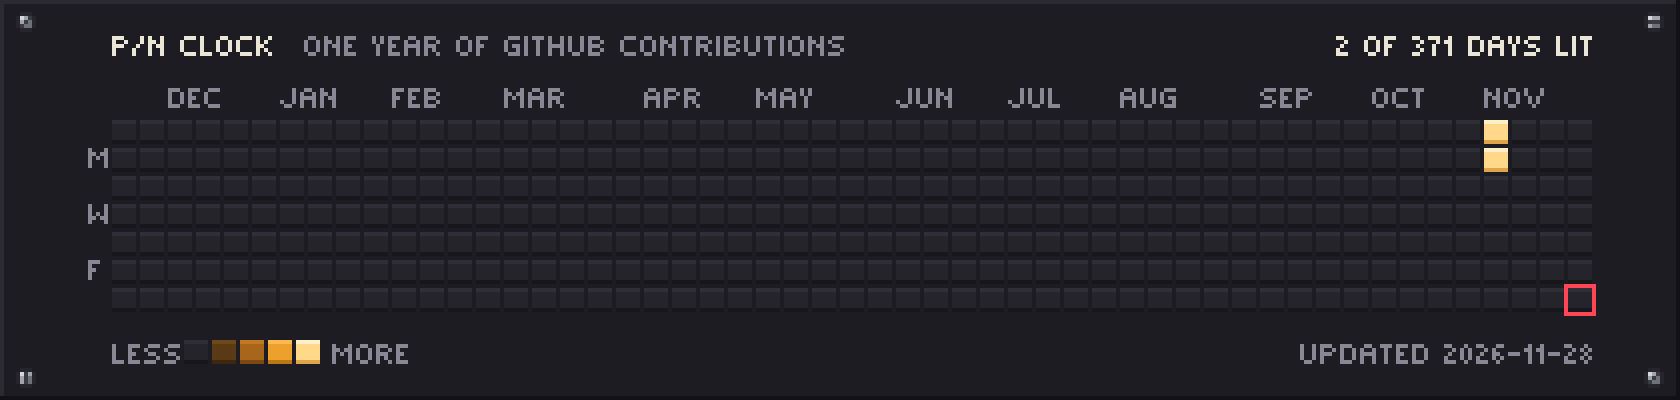 P/N CLOCK ONE YEAR OF GITHUB CONTRIBUTIONS 2 OF 371 DAYS LIT
DEC JAN FEB MAR APR MAY JUN JUL AUG SEP OCT NOV
M
W
F
LESS MORE UPDATED 2026-11-28